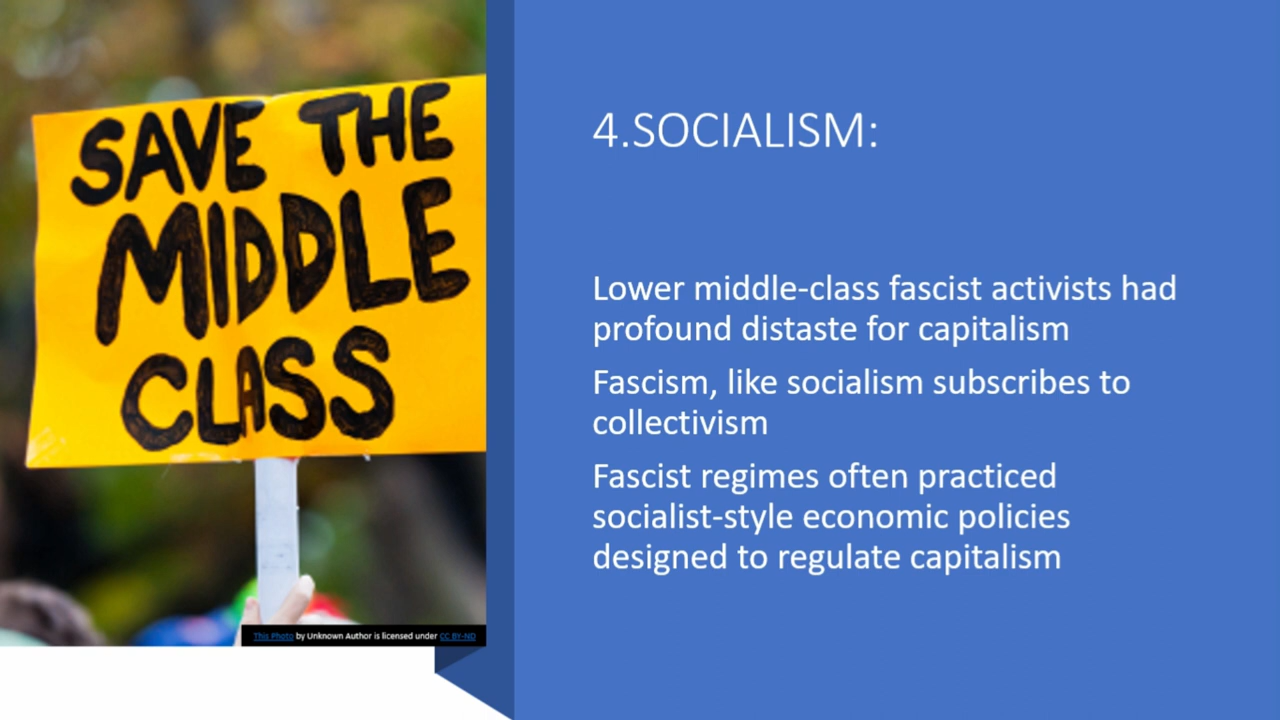 SAVE THE
MIDDLE
CLASS
This Photo by Unknown Author is licensed under CC BY-ND
4.SOCIALISM:
Lower middle-class fascist activists had
profound distaste for capitalism
Fascism, like socialism subscribes to
collectivism
Fascist regimes often practiced
socialist-style economic policies
designed to regulate capitalism